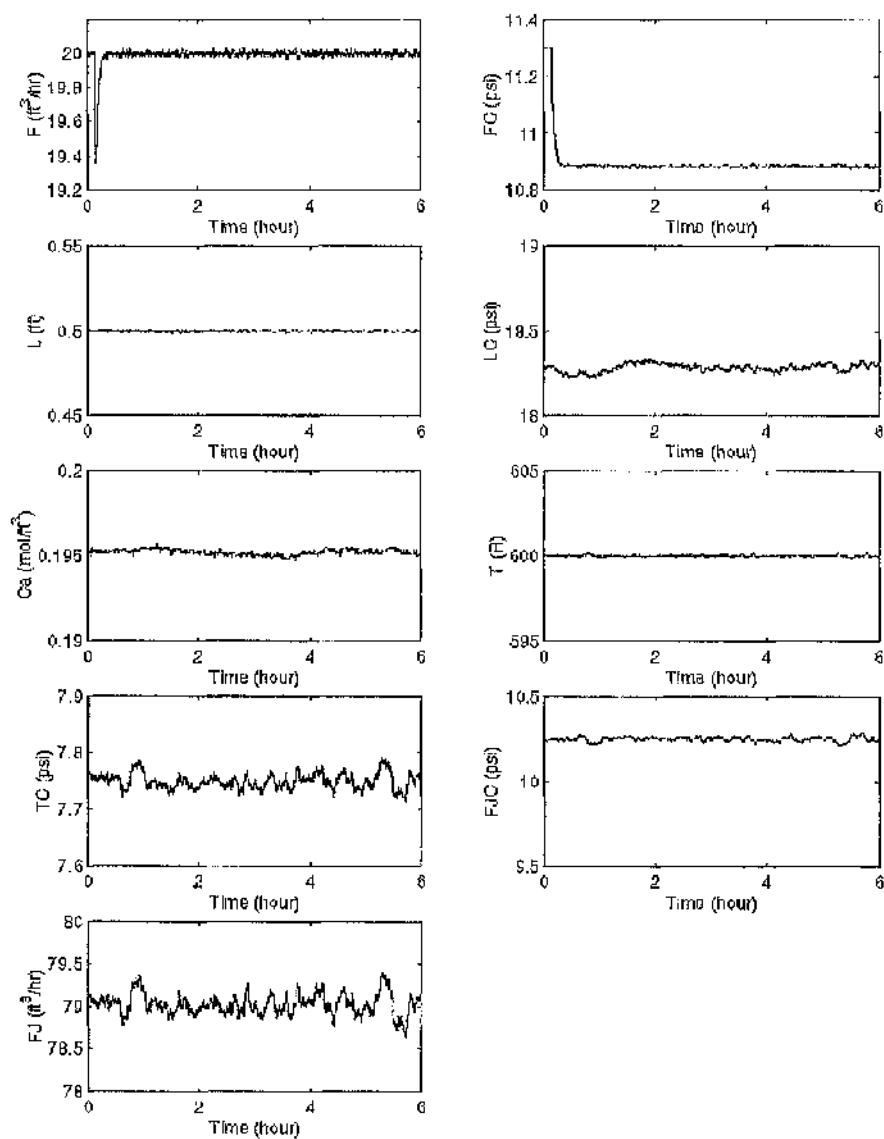 F (ft³/hr)
20
19.8
19.6
19.4
19.2
0 2 4 6
Time (hour)
FC (psi)
11.4
11.2
11
10.8
0 2 4 6
Time (hour)
L (ft)
0.55
0.5
0.45
0 2 4 6
Time (hour)
LC (psi)
19
18.5
18
0 2 4 6
Time (hour)
Ca (mol/ft³)
0.2
0.195
0.19
0 2 4 6
Time (hour)
T (R)
605
600
595
0 2 4 6
Time (hour)
TC (psi)
7.9
7.8
7.7
7.6
0 2 4 6
Time (hour)
FJC (psi)
10.5
10
9.5
0 2 4 6
Time (hour)
FJ (ft³/hr)
80
79.5
79
78.5
78
0 2 4 6
Time (hour)